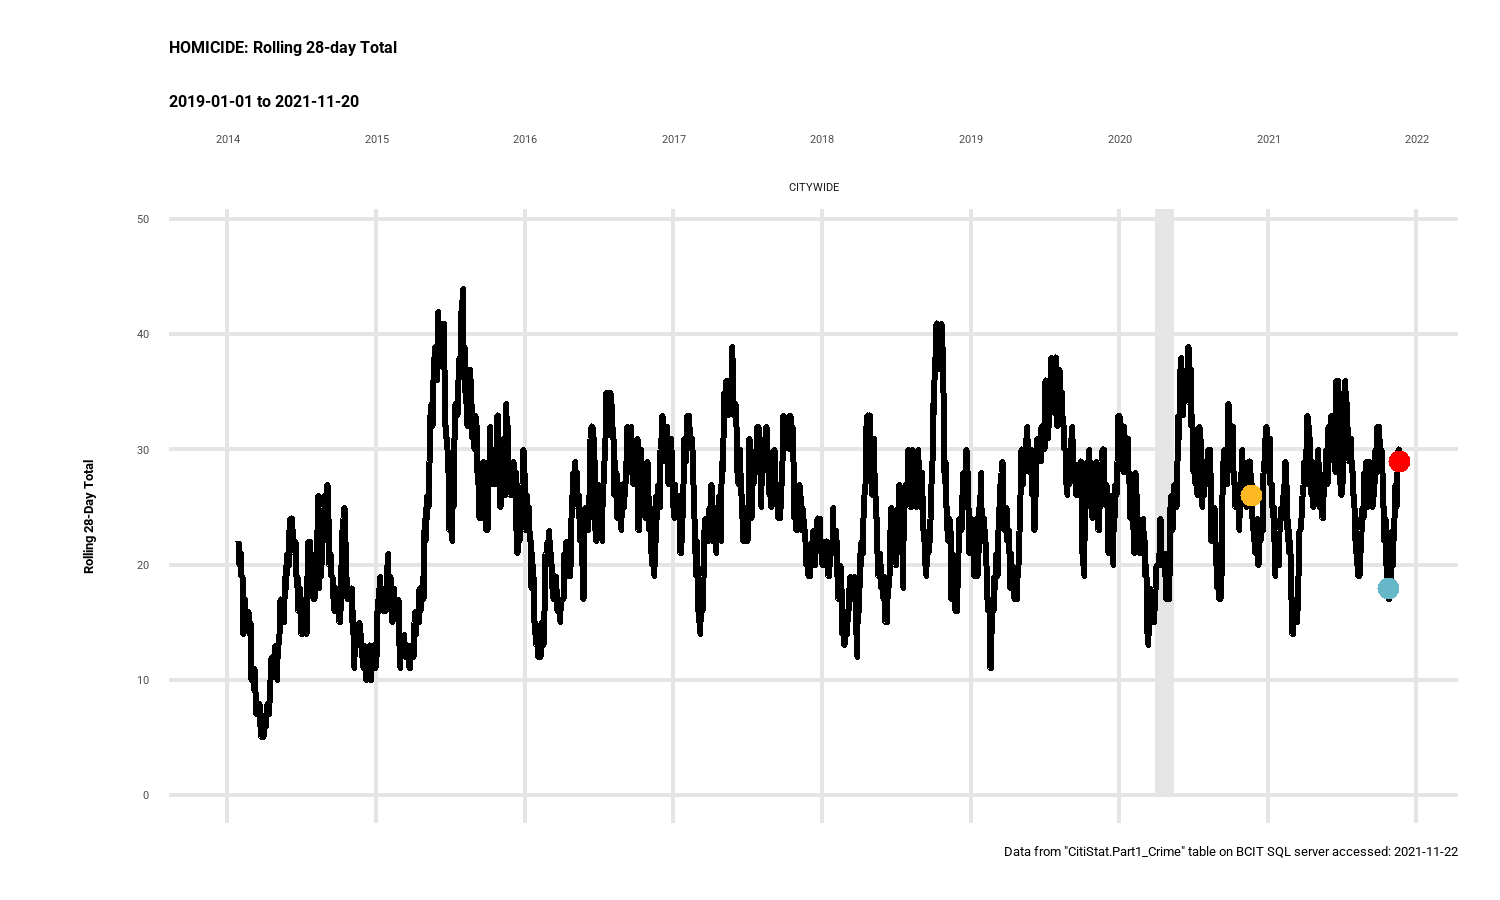 HOMICIDE: Rolling 28-day Total
2019-01-01 to 2021-11-20
2014 2015 2016 2017 2018 2019 2020 2021 2022
CITYWIDE
50
40
30
20
10
0
Rolling 28-Day Total
Data from "CitiStat.Part1_Crime" table on BCIT SQL server accessed: 2021-11-22